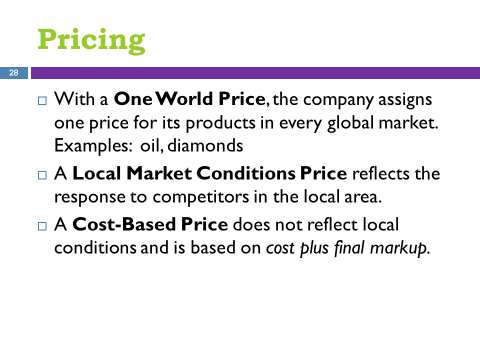 Pricing
28
With a One World Price, the company assigns
one price for its products in every global market.
Examples: oil, diamonds
A Local Market Conditions Price reflects the
response to competitors in the local area.
A Cost-Based Price does not reflect local
conditions and is based on cost plus final markup.